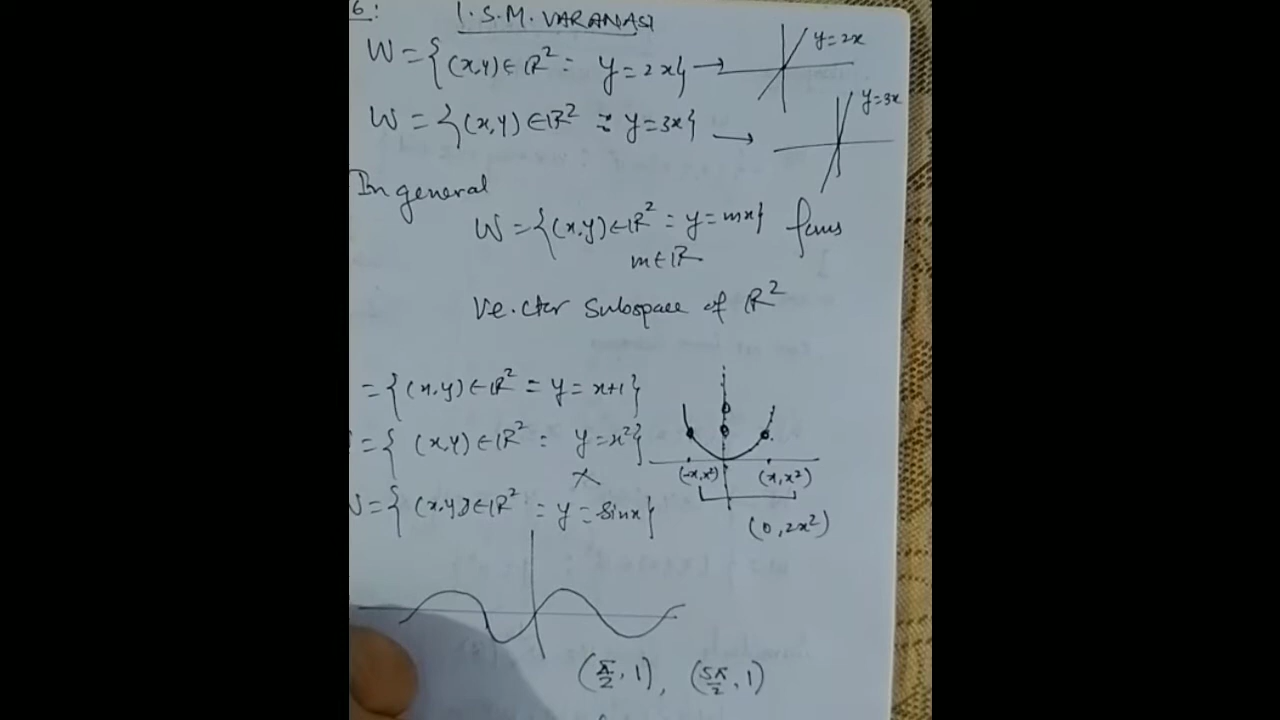 6:
I.S.M. VARANASI
W = {(x,y) ∈ ℝ² : y = 2x} →
y=2x
W = {(x,y) ∈ ℝ² : y = 3x} →
y=3x
In general
W = {(x,y) ∈ ℝ² : y = mx} forms
m ∈ ℝ
Vector subspace of ℝ²
= {(x,y) ∈ ℝ² = y = x+1}
= {(x,y) ∈ ℝ² : y = x²}
×
(-x,x²) (x,x²)
W = {(x,y) ∈ ℝ² = y = sinx}
(0,2x²)
(π/2, 1), (5π/2, 1)